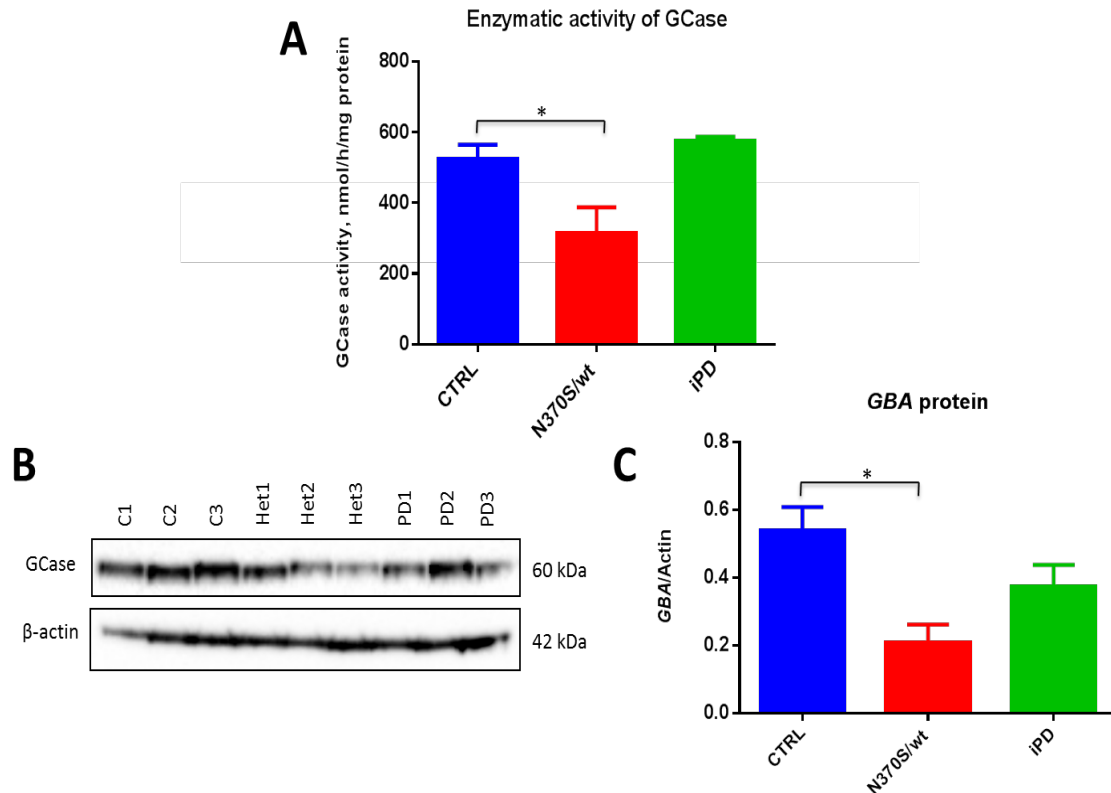 A
Enzymatic activity of GCase
GCase activity, nmol/h/mg protein
800
600
400
200
0
*
CTRL
N370S/wt
iPD
B
C1
C2
C3
Het1
Het2
Het3
PD1
PD2
PD3
GCase
60 kDa
β-actin
42 kDa
C
GBA protein
GBA/Actin
0.8
0.6
0.4
0.2
0.0
*
CTRL
N370S/wt
iPD